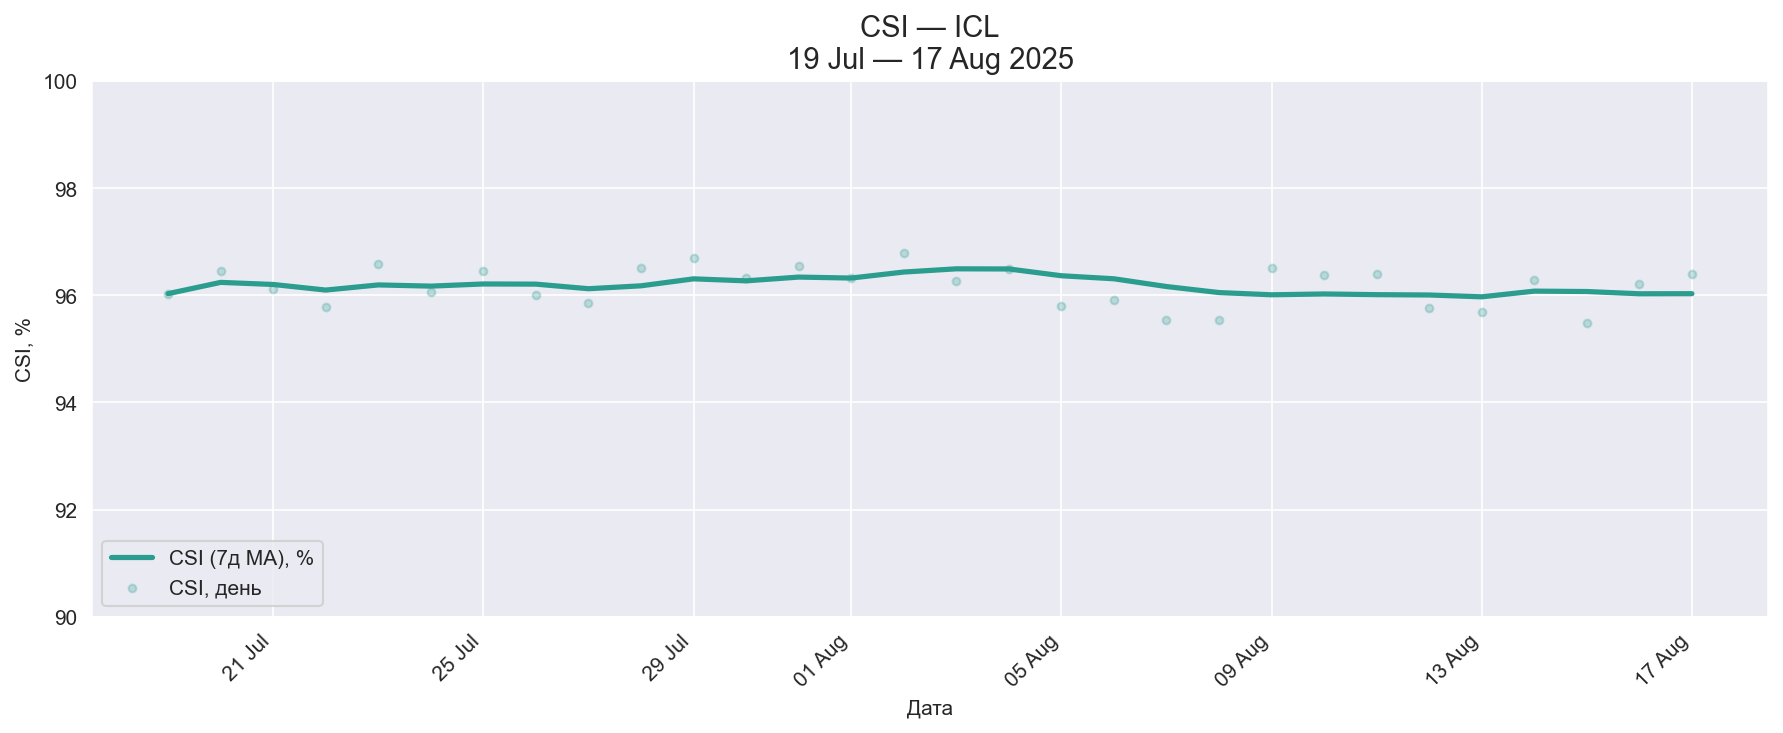 CSI — ICL
19 Jul — 17 Aug 2025
100
98
96
94
92
90
CSI, %
CSI (7д MA), %
CSI, день
21 Jul
25 Jul
29 Jul
01 Aug
05 Aug
09 Aug
13 Aug
17 Aug
Дата